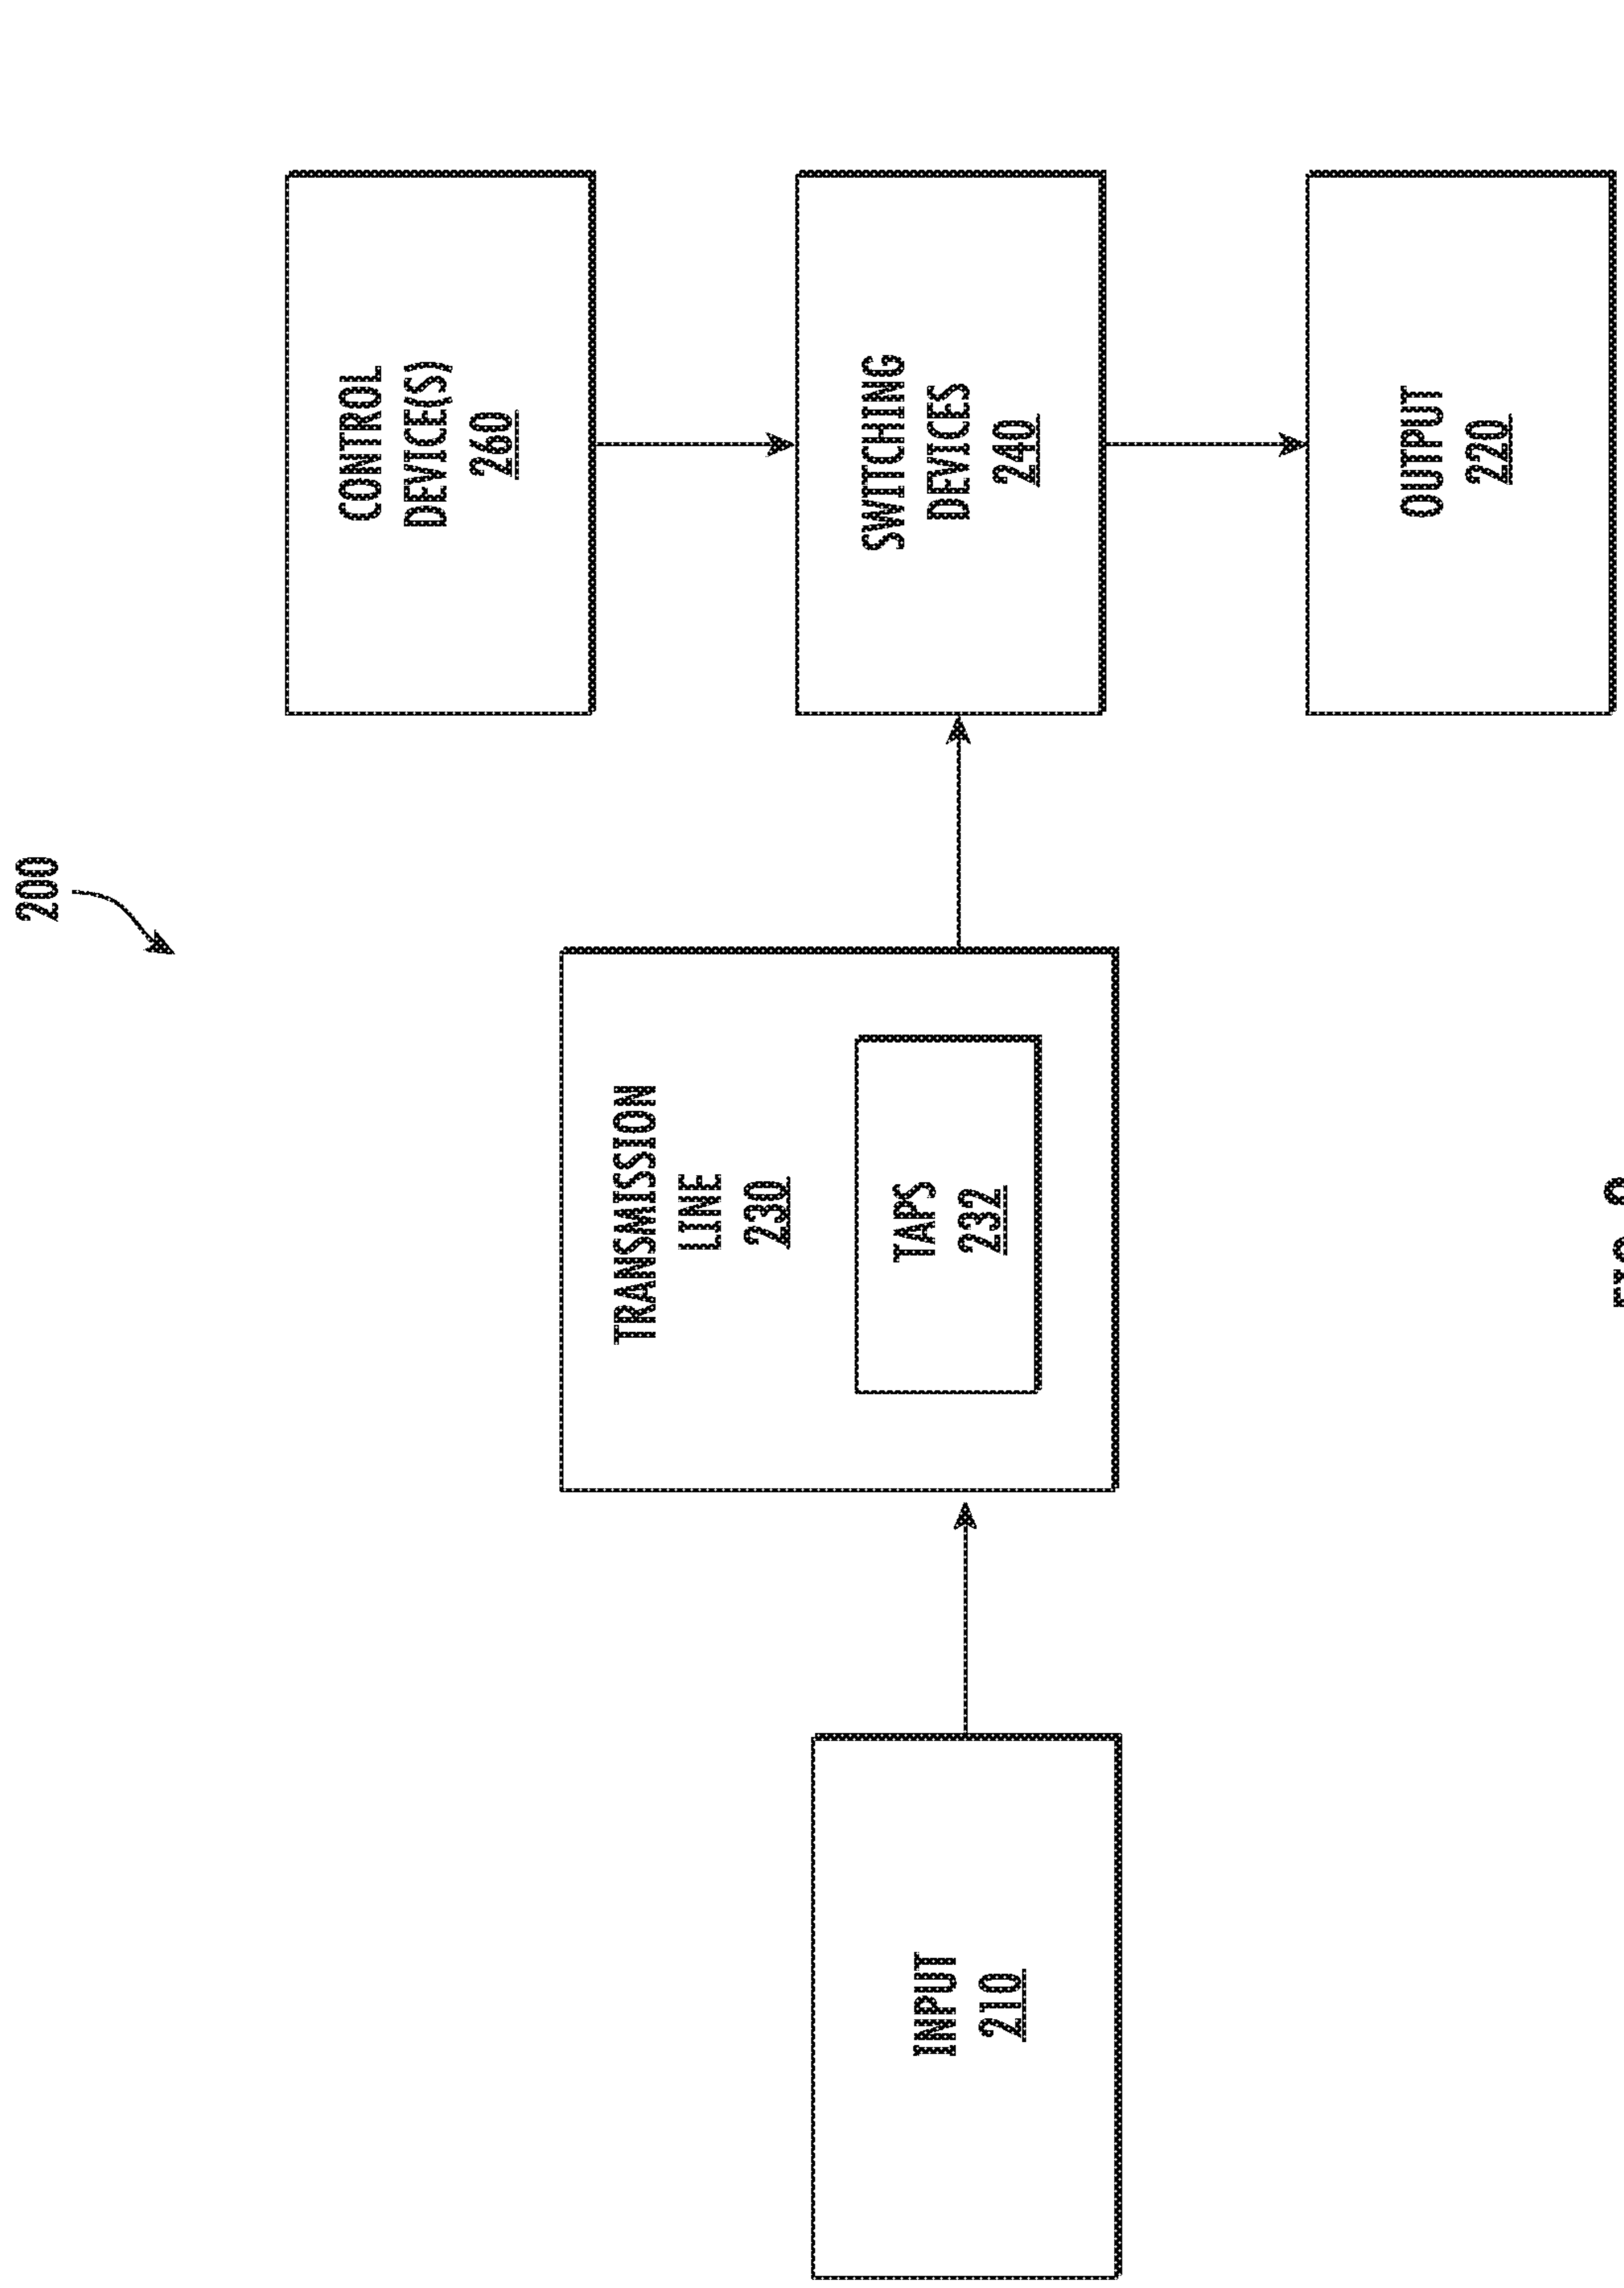 200
INPUT
210
TRANSMISSION
LINE
230
TAPS
232
CONTROL
DEVICE(S)
260
SWITCHING
DEVICES
240
OUTPUT
220